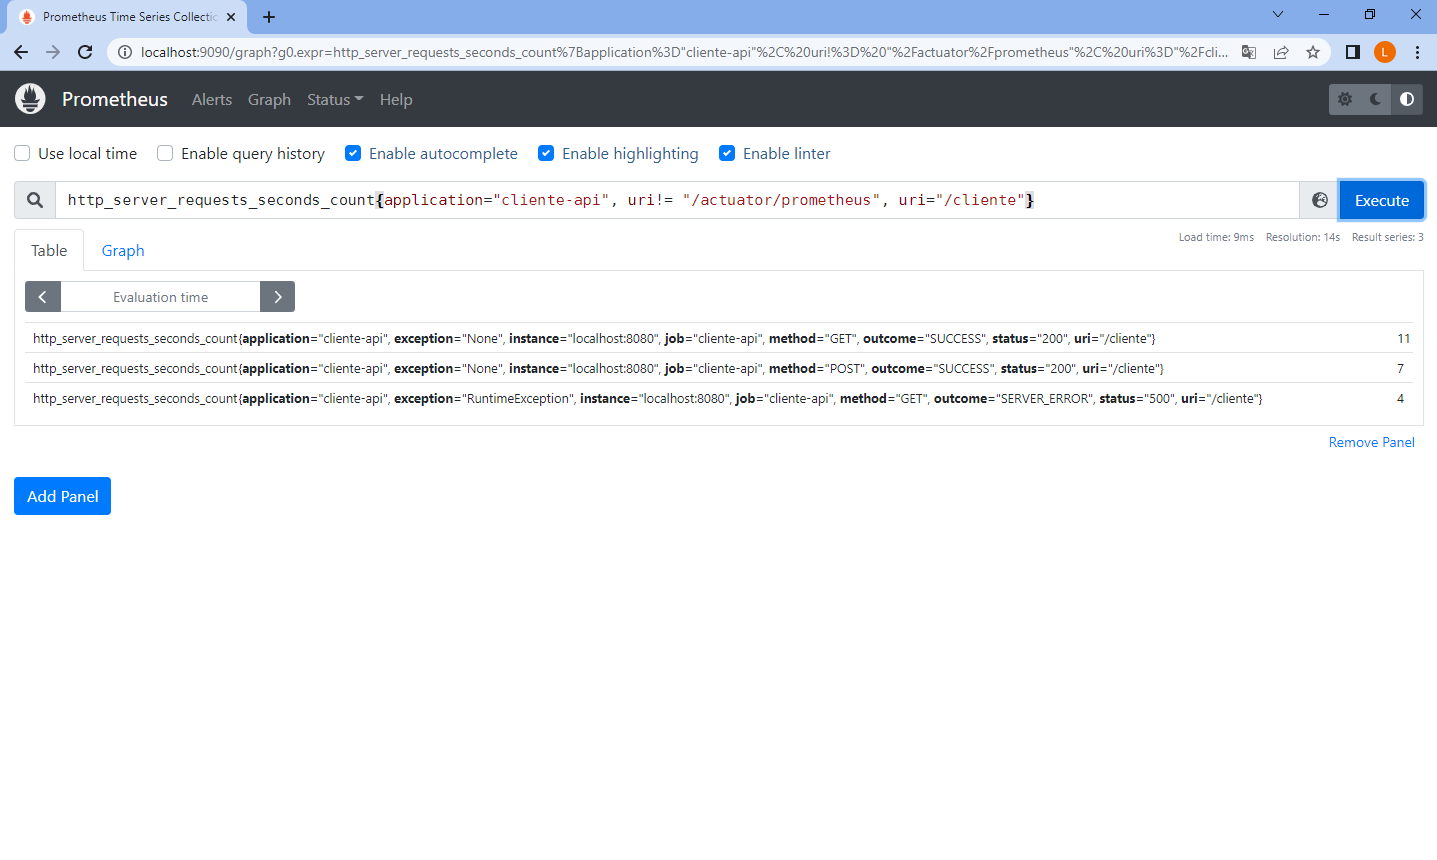 Prometheus Time Series Collectio
localhost:9090/graph?g0.expr=http_server_requests_seconds_count%7Bapplication%3D"cliente-api"%2C%20uri!%3D%20"%2Factuator%2Fprometheus"%2C%20uri%3D"%2Fcli...
L
Prometheus Alerts Graph Status Help
Use local time Enable query history Enable autocomplete Enable highlighting Enable linter
http_server_requests_seconds_count{application="cliente-api", uri!= "/actuator/prometheus", uri="/cliente"} Execute
Load time: 9ms Resolution: 14s Result series: 3
Table Graph
Evaluation time
http_server_requests_seconds_count{application="cliente-api", exception="None", instance="localhost:8080", job="cliente-api", method="GET", outcome="SUCCESS", status="200", uri="/cliente"} 11
http_server_requests_seconds_count{application="cliente-api", exception="None", instance="localhost:8080", job="cliente-api", method="POST", outcome="SUCCESS", status="200", uri="/cliente"} 7
http_server_requests_seconds_count{application="cliente-api", exception="RuntimeException", instance="localhost:8080", job="cliente-api", method="GET", outcome="SERVER_ERROR", status="500", uri="/cliente"} 4
Remove Panel
Add Panel